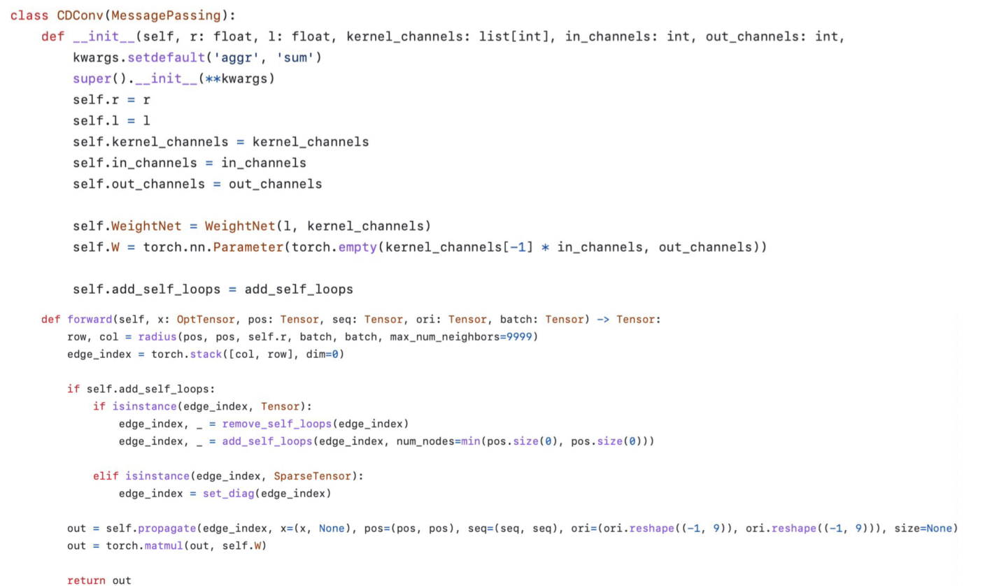 class CDConv(MessagePassing):
def __init__(self, r: float, l: float, kernel_channels: list[int], in_channels: int, out_channels: int,
kwargs.setdefault('aggr', 'sum')
super().__init__(**kwargs)
self.r = r
self.l = l
self.kernel_channels = kernel_channels
self.in_channels = in_channels
self.out_channels = out_channels
self.WeightNet = WeightNet(l, kernel_channels)
self.W = torch.nn.Parameter(torch.empty(kernel_channels[-1] * in_channels, out_channels))
self.add_self_loops = add_self_loops
def forward(self, x: OptTensor, pos: Tensor, seq: Tensor, ori: Tensor, batch: Tensor) -> Tensor:
row, col = radius(pos, pos, self.r, batch, batch, max_num_neighbors=9999)
edge_index = torch.stack([col, row], dim=0)
if self.add_self_loops:
if isinstance(edge_index, Tensor):
edge_index, _ = remove_self_loops(edge_index)
edge_index, _ = add_self_loops(edge_index, num_nodes=min(pos.size(0), pos.size(0)))
elif isinstance(edge_index, SparseTensor):
edge_index = set_diag(edge_index)
out = self.propagate(edge_index, x=(x, None), pos=(pos, pos), seq=(seq, seq), ori=(ori.reshape((-1, 9)), ori.reshape((-1, 9))), size=None)
out = torch.matmul(out, self.W)
return out